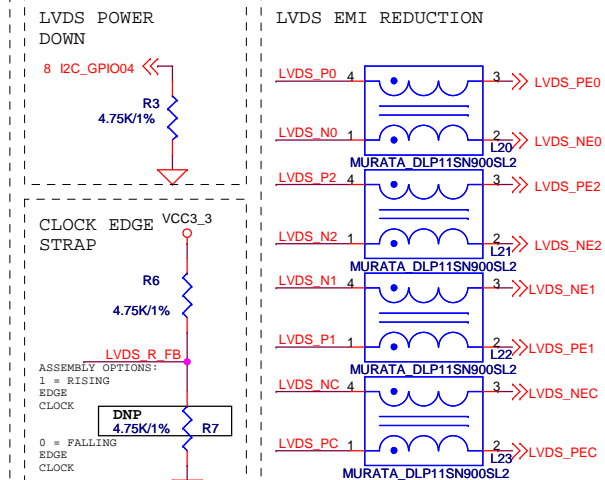 LVDS POWER
DOWN
8 I2C_GPIO04
R3
4.75K/1%
CLOCK EDGE
STRAP
VCC3_3
R6
4.75K/1%
LVDS_R_FB
ASSEMBLY OPTIONS:
1 = RISING
EDGE
CLOCK
DNP
4.75K/1% R7
0 = FALLING
EDGE
CLOCK
LVDS EMI REDUCTION
LVDS_P0 4 3 LVDS_PE0
LVDS_N0 1 2 LVDS_NE0
L20
MURATA_DLP11SN900SL2
LVDS_P2 4 3 LVDS_PE2
LVDS_N2 1 2 LVDS_NE2
L21
MURATA_DLP11SN900SL2
LVDS_N1 4 3 LVDS_NE1
LVDS_P1 1 2 LVDS_PE1
L22
MURATA_DLP11SN900SL2
LVDS_NC 4 3 LVDS_NEC
LVDS_PC 1 2 LVDS_PEC
L23
MURATA_DLP11SN900SL2